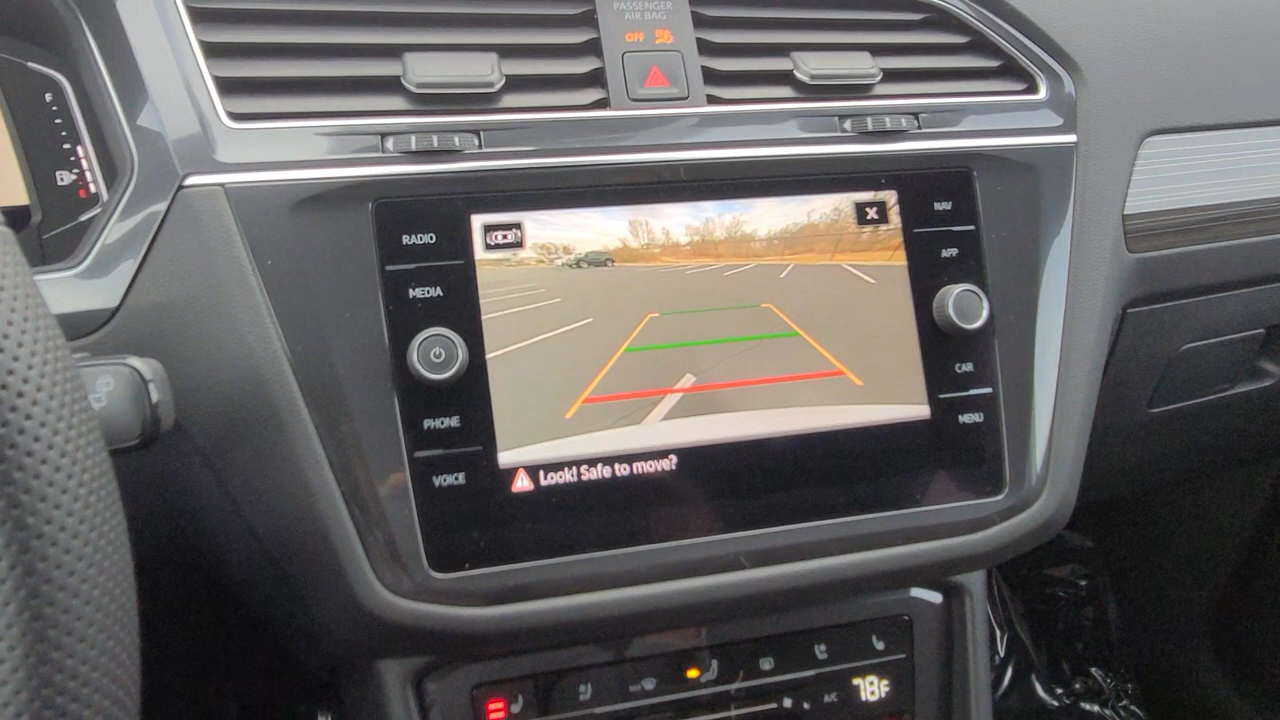 PASSENGER
AIR BAG
OFF
F
RADIO
MEDIA
PHONE
VOICE
NAV
APP
CAR
MENU
Look! Safe to move?
A/C
78F